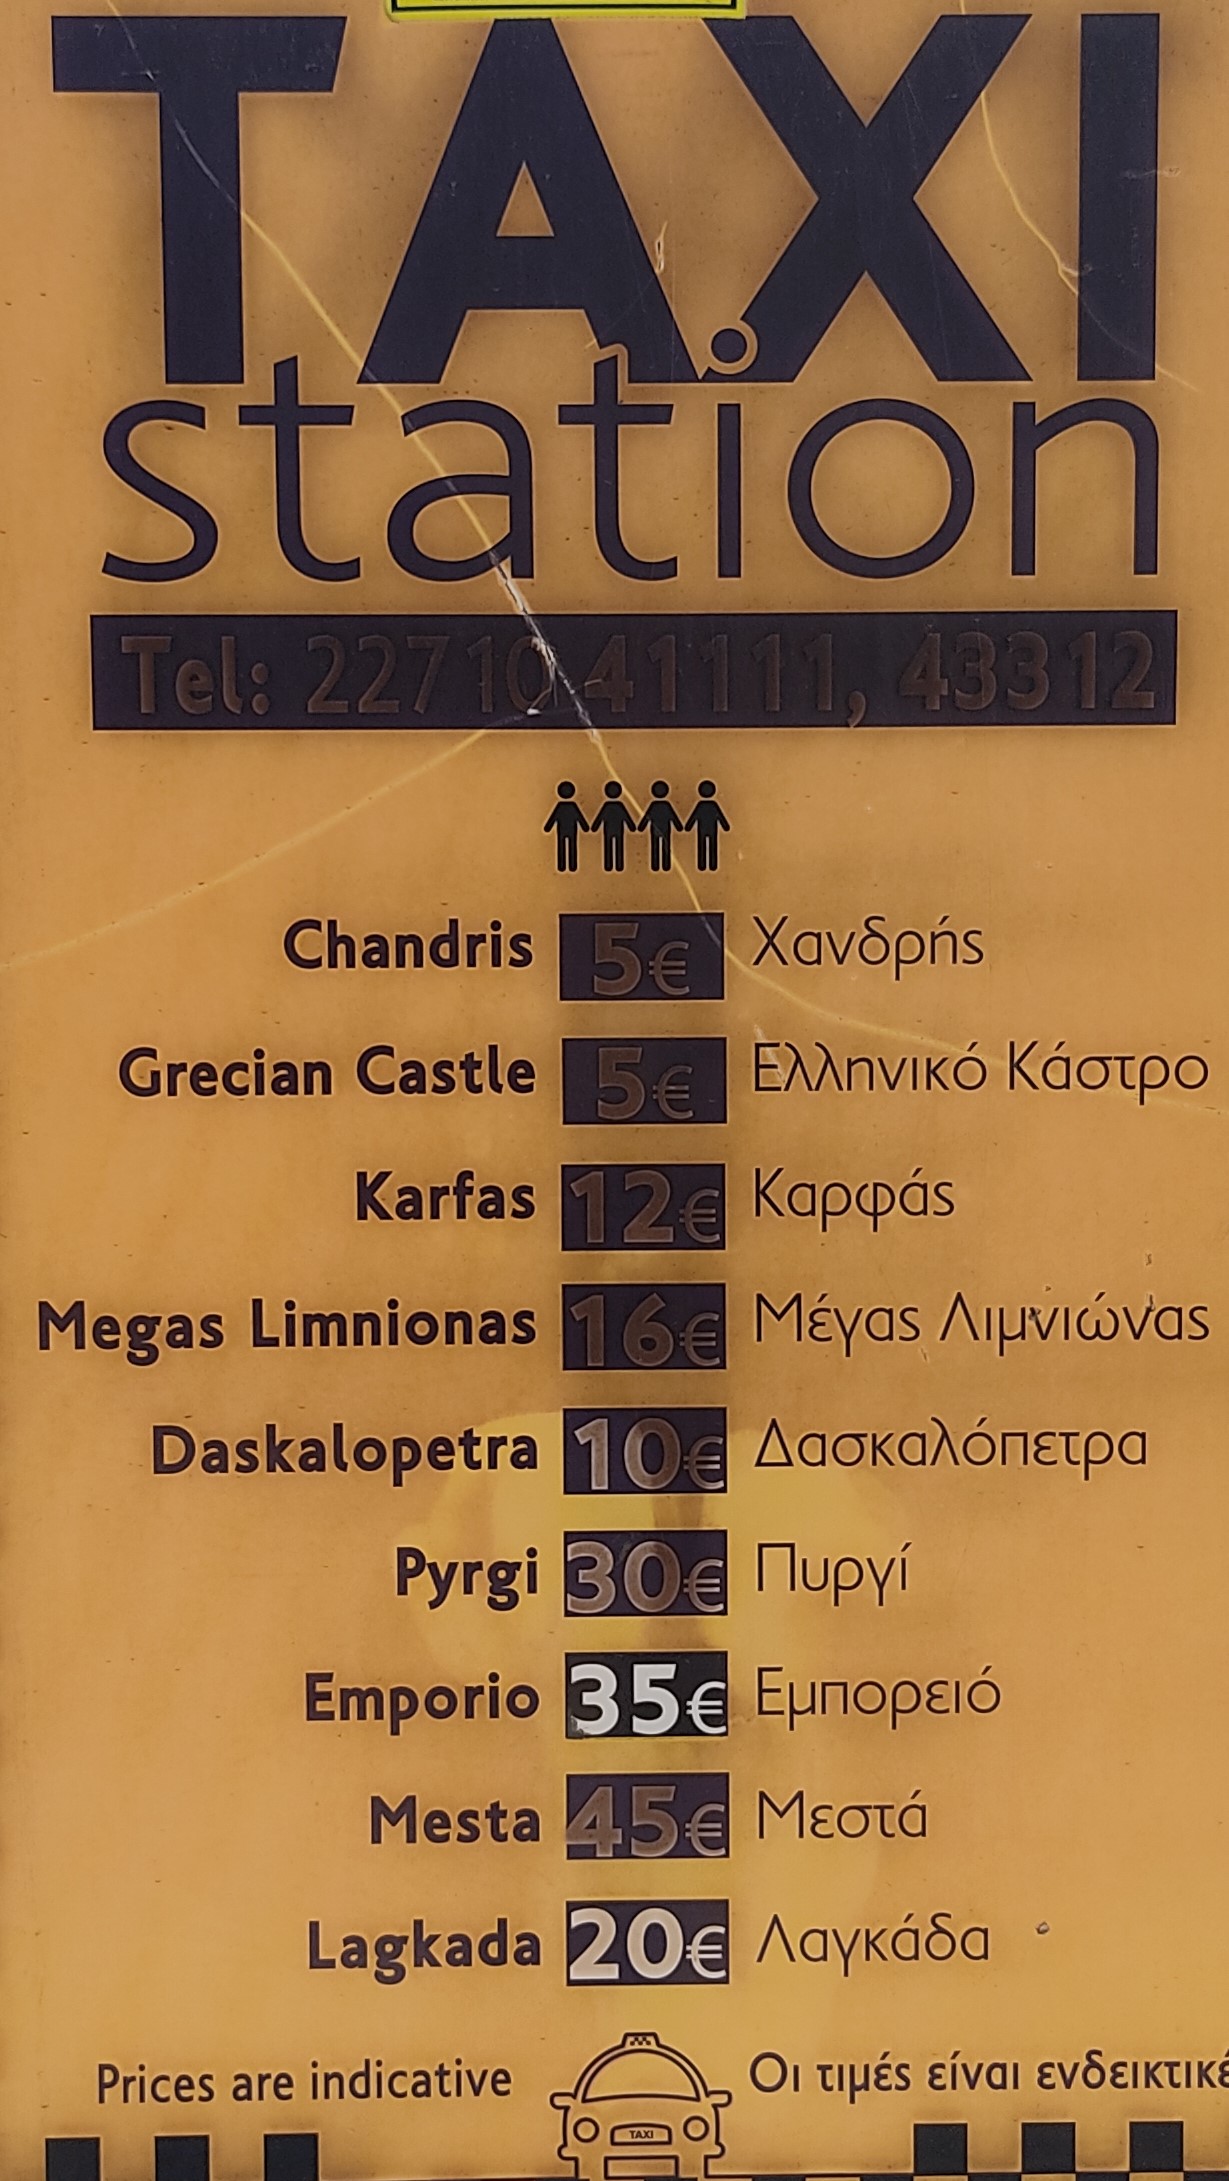 TAXI
station
Tel: 22710 41111, 43312
Chandris 5€ Χανδρής
Grecian Castle 5€ Ελληνικό Κάστρο
Karfas 12€ Καρφάς
Megas Limnionas 16€ Μέγας Λιμνιώνας
Daskalopetra 10€ Δασκαλόπετρα
Pyrgi 30€ Πυργί
Emporio 35€ Εμπορειό
Mesta 45€ Μεστά
Lagkada 20€ Λαγκάδα
Prices are indicative Οι τιμές είναι ενδεικτικέ
TAXI